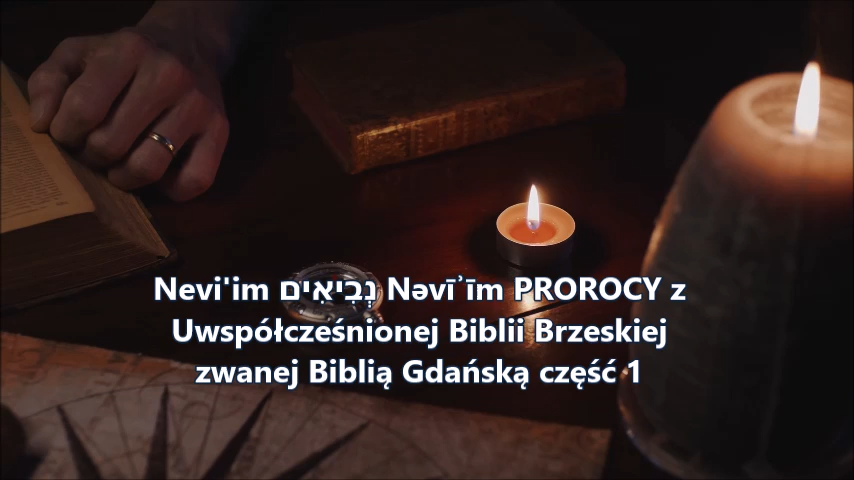 Nevi'im נְבִיאִים Nəvīʾīm PROROCY z
Uwspółcześnionej Biblii Brzeskiej
zwanej Biblią Gdańską część 1